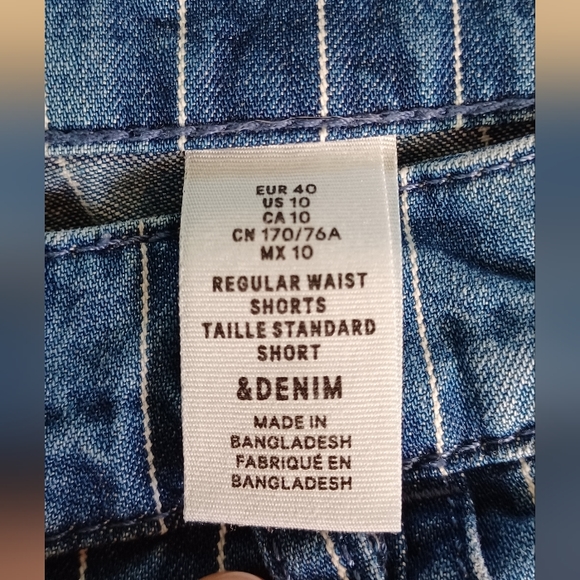 EUR 40
US 10
CA 10
CN 170/76A
MX 10
REGULAR WAIST
SHORTS
TAILLE STANDARD
SHORT
&DENIM
MADE IN
BANGLADESH
FABRIQUÉ EN
BANGLADESH